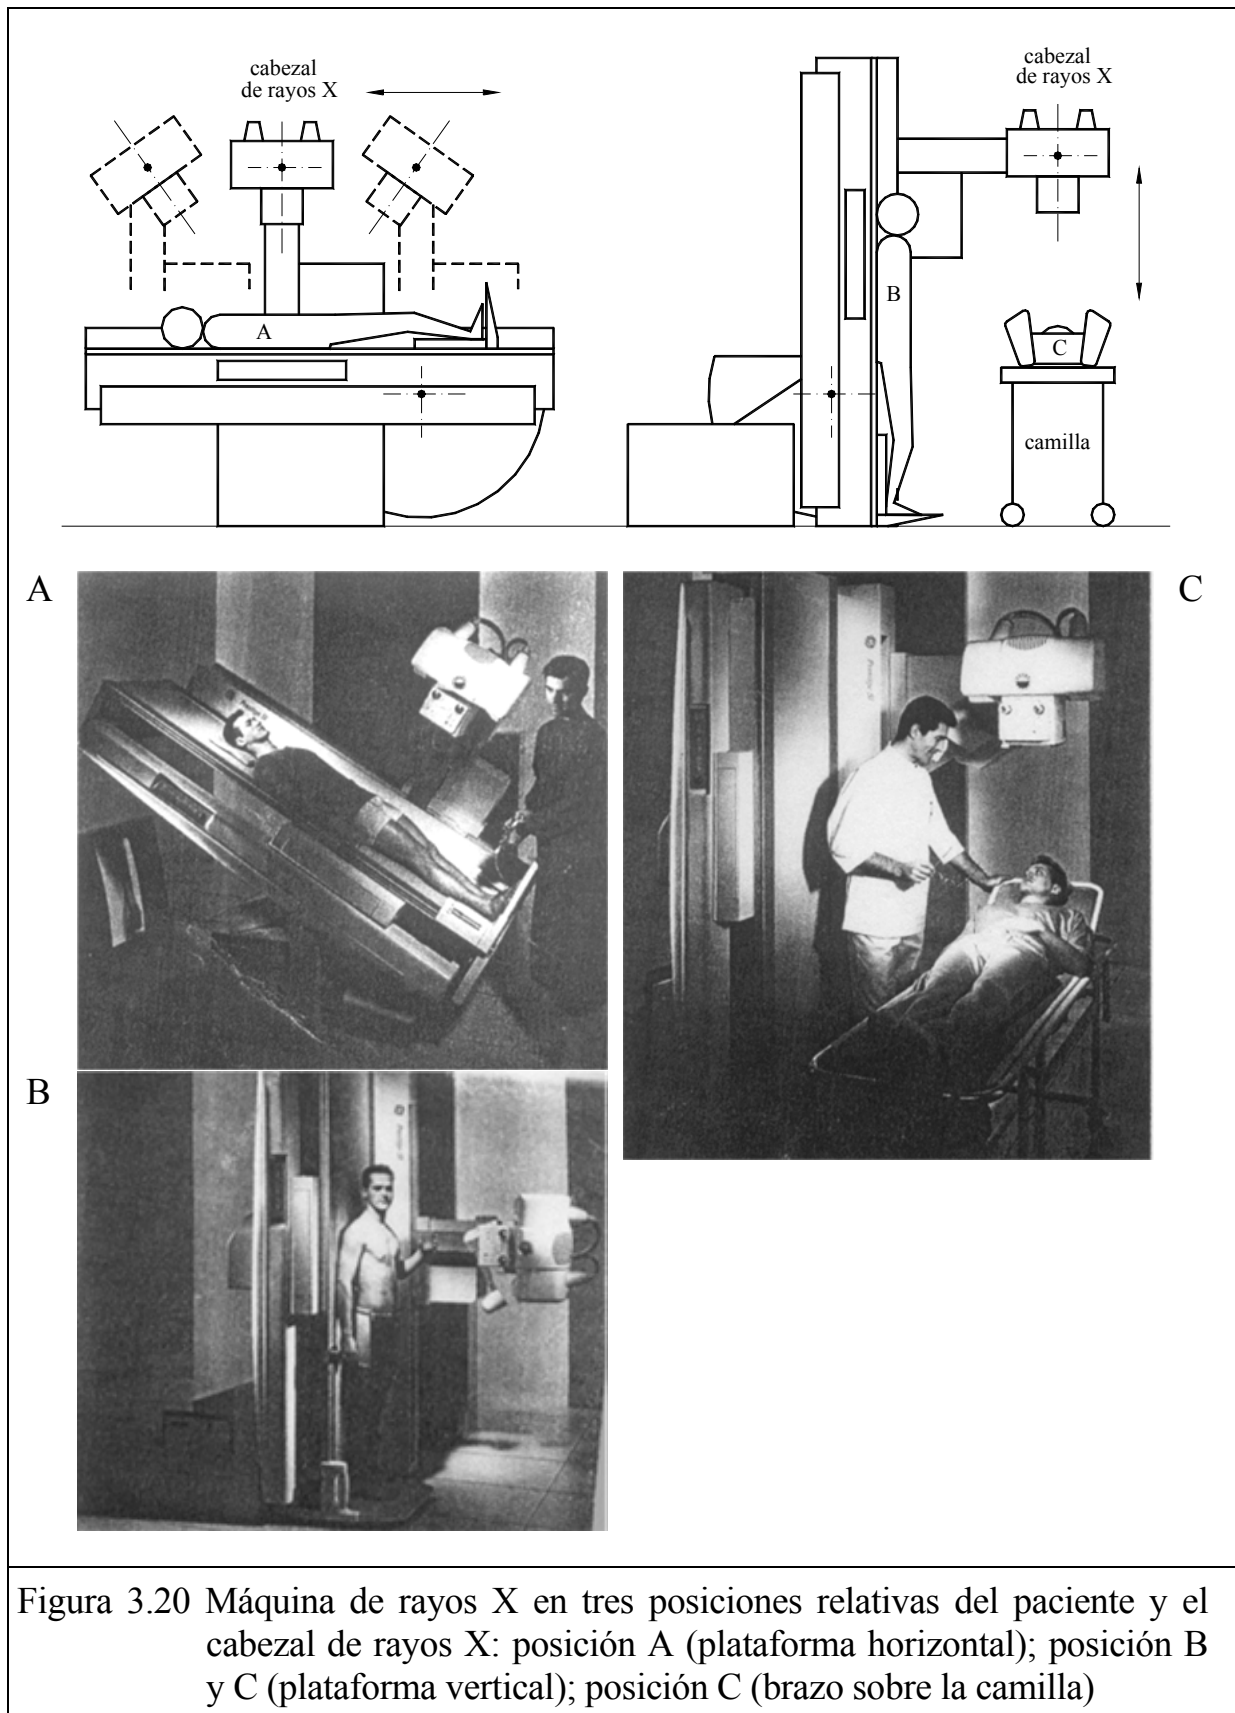 cabezal
de rayos X
cabezal
de rayos X
A
B
C
camilla
A
C
B
Figura 3.20 Máquina de rayos X en tres posiciones relativas del paciente y el
cabezal de rayos X: posición A (plataforma horizontal); posición B
y C (plataforma vertical); posición C (brazo sobre la camilla)